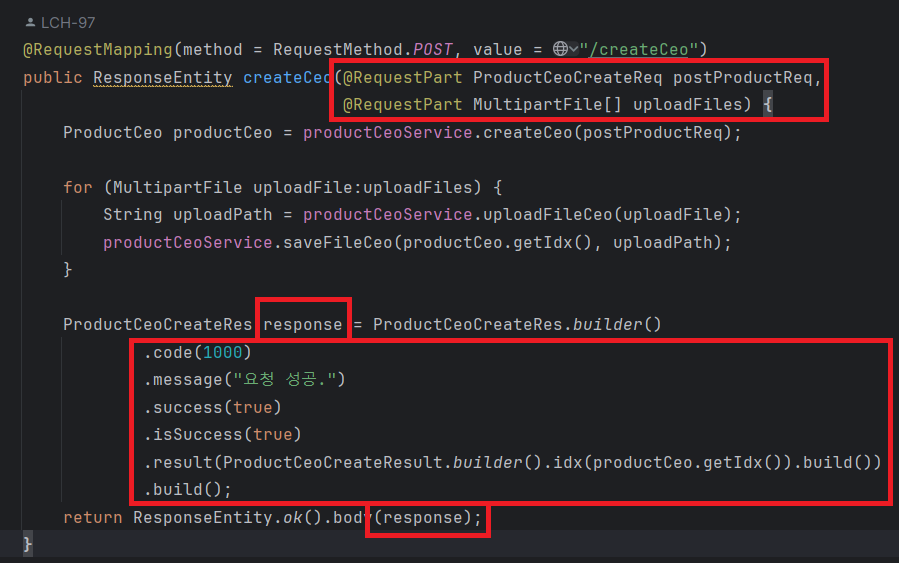 LCH-97
@RequestMapping(method = RequestMethod.POST, value = "/createCeo")
public ResponseEntity createCeo(@RequestPart ProductCeoCreateReq postProductReq,
@RequestPart MultipartFile[] uploadFiles) {
ProductCeo productCeo = productCeoService.createCeo(postProductReq);
for (MultipartFile uploadFile:uploadFiles) {
String uploadPath = productCeoService.uploadFileCeo(uploadFile);
productCeoService.saveFileCeo(productCeo.getIdx(), uploadPath);
}
ProductCeoCreateRes response = ProductCeoCreateRes.builder()
.code(1000)
.message("요청 성공.")
.success(true)
.isSuccess(true)
.result(ProductCeoCreateResult.builder().idx(productCeo.getIdx()).build())
.build();
return ResponseEntity.ok().body(response);
}